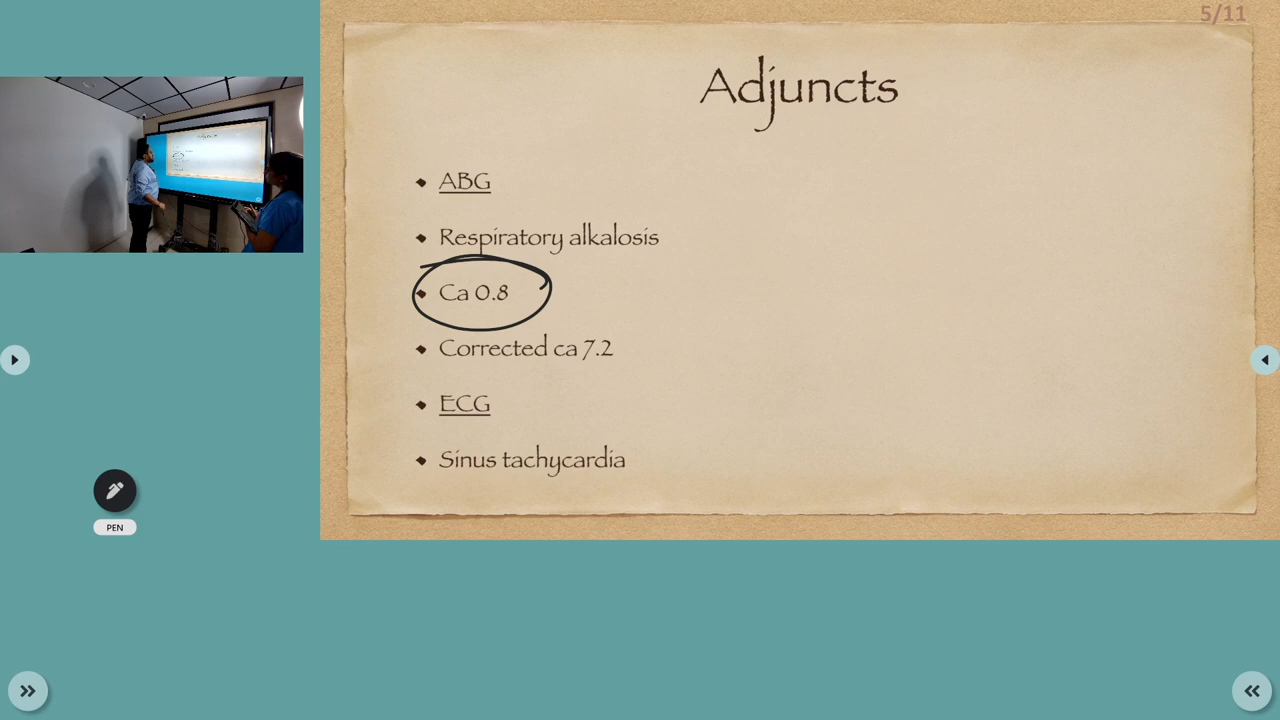 5/11
Adjuncts
ABG
Respiratory alkalosis
Ca 0.8
Corrected ca 7.2
ECG
Sinus tachycardia
PEN